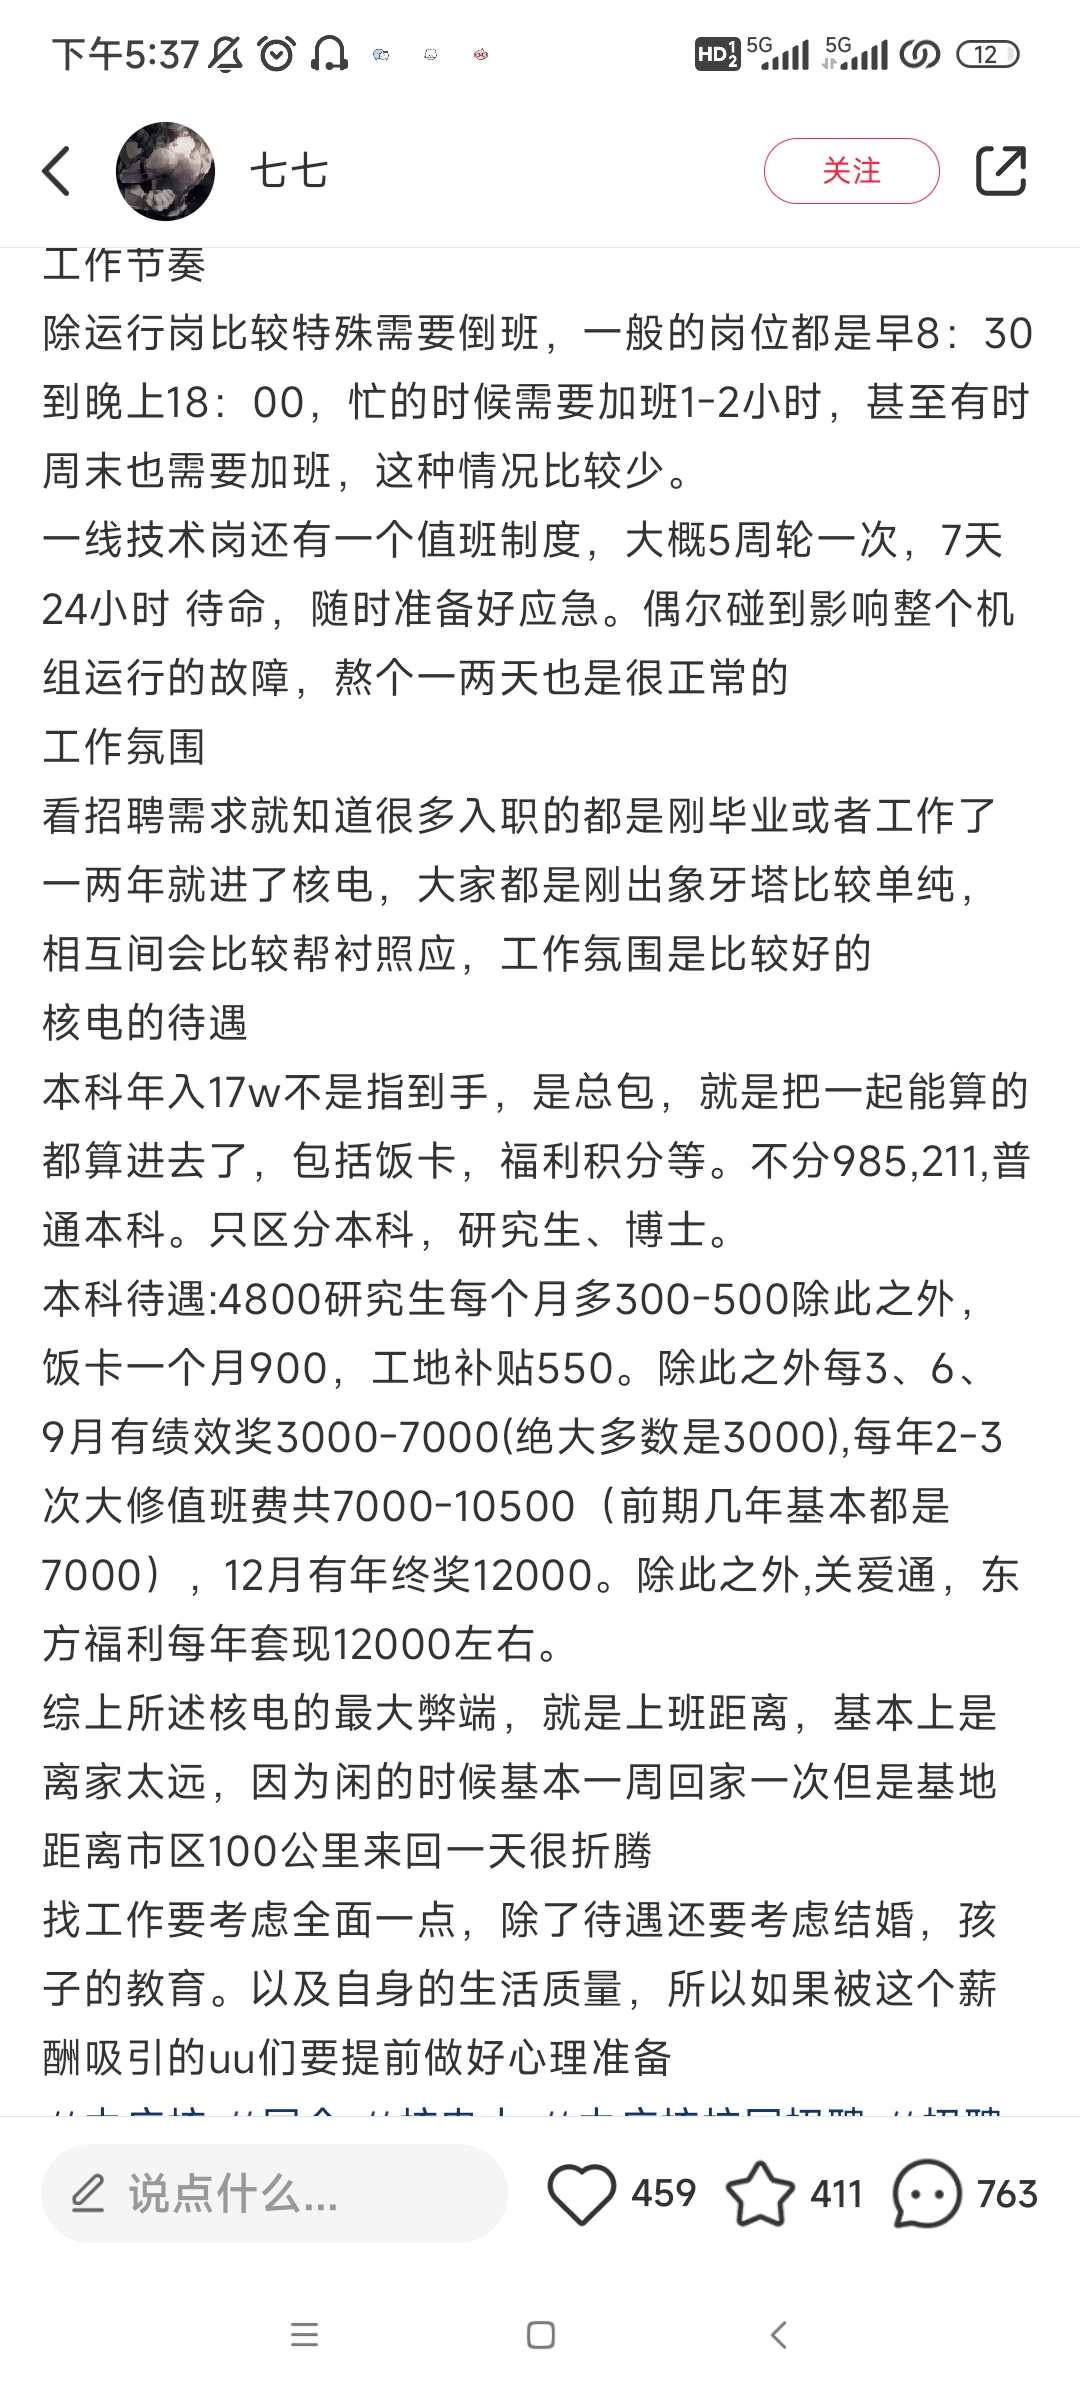 下午5:37
HD 1 2 5G 5G 12
七七
关注
工作节奏
除运行岗比较特殊需要倒班，一般的岗位都是早8：30
到晚上18：00，忙的时候需要加班1-2小时，甚至有时
周末也需要加班，这种情况比较少。
一线技术岗还有一个值班制度，大概5周轮一次，7天
24小时 待命，随时准备好应急。偶尔碰到影响整个机
组运行的故障，熬个一两天也是很正常的
工作氛围
看招聘需求就知道很多入职的都是刚毕业或者工作了
一两年就进了核电，大家都是刚出象牙塔比较单纯，
相互间会比较帮衬照应，工作氛围是比较好的
核电的待遇
本科年入17w不是指到手，是总包，就是把一起能算的
都算进去了，包括饭卡，福利积分等。不分985,211,普
通本科。只区分本科，研究生、博士。
本科待遇:4800研究生每个月多300-500除此之外，
饭卡一个月900，工地补贴550。除此之外每3、6、
9月有绩效奖3000-7000(绝大多数是3000),每年2-3
次大修值班费共7000-10500（前期几年基本都是
7000），12月有年终奖12000。除此之外,关爱通，东
方福利每年套现12000左右。
综上所述核电的最大弊端，就是上班距离，基本上是
离家太远，因为闲的时候基本一周回家一次但是基地
距离市区100公里来回一天很折腾
找工作要考虑全面一点，除了待遇还要考虑结婚，孩
子的教育。以及自身的生活质量，所以如果被这个薪
酬吸引的uu们要提前做好心理准备
说点什么...
459
411
763